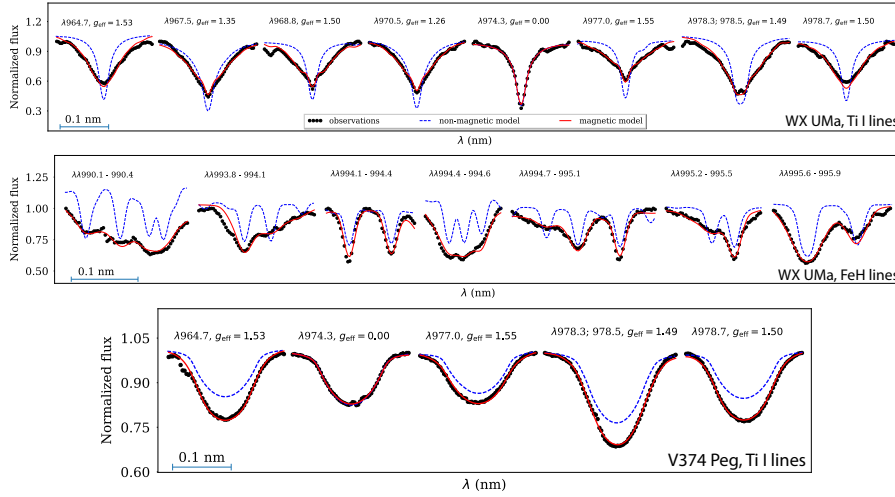 λ964.7, g_eff = 1.53 λ967.5, g_eff = 1.35 λ968.8, g_eff = 1.50 λ970.5, g_eff = 1.26 λ974.3, g_eff = 0.00 λ977.0, g_eff = 1.55 λ978.3; 978.5, g_eff = 1.49 λ978.7, g_eff = 1.50
Normalized flux
1.2
0.9
0.6
0.3
0.1 nm
observations non-magnetic model magnetic model
WX UMa, Ti I lines
λ (nm)
λλ990.1 - 990.4 λλ993.8 - 994.1 λλ994.1 - 994.4 λλ994.4 - 994.6 λλ994.7 - 995.1 λλ995.2 - 995.5 λλ995.6 - 995.9
Normalized flux
1.25
1.00
0.75
0.50
0.1 nm
WX UMa, FeH lines
λ (nm)
λ964.7, g_eff = 1.53 λ974.3, g_eff = 0.00 λ977.0, g_eff = 1.55 λ978.3; 978.5, g_eff = 1.49 λ978.7, g_eff = 1.50
Normalized flux
1.05
0.90
0.75
0.60
0.1 nm
V374 Peg, Ti I lines
λ (nm)